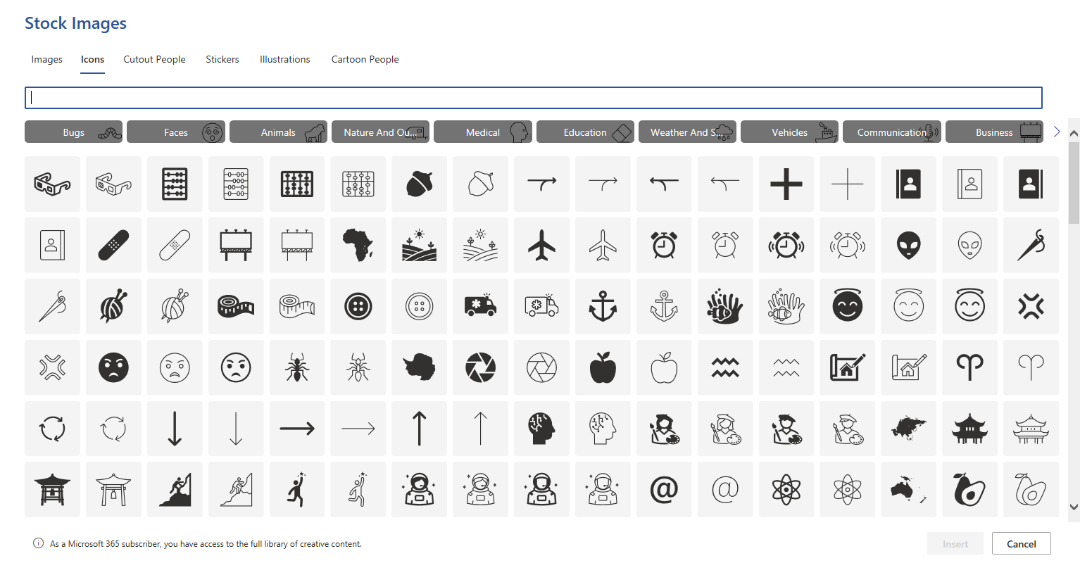 Stock Images
Images Icons Cutout People Stickers Illustrations Cartoon People
Bugs Faces Animals Nature And Ou... Medical Education Weather And S... Vehicles Communication Business
@ @
As a Microsoft 365 subscriber, you have access to the full library of creative content.
Insert Cancel